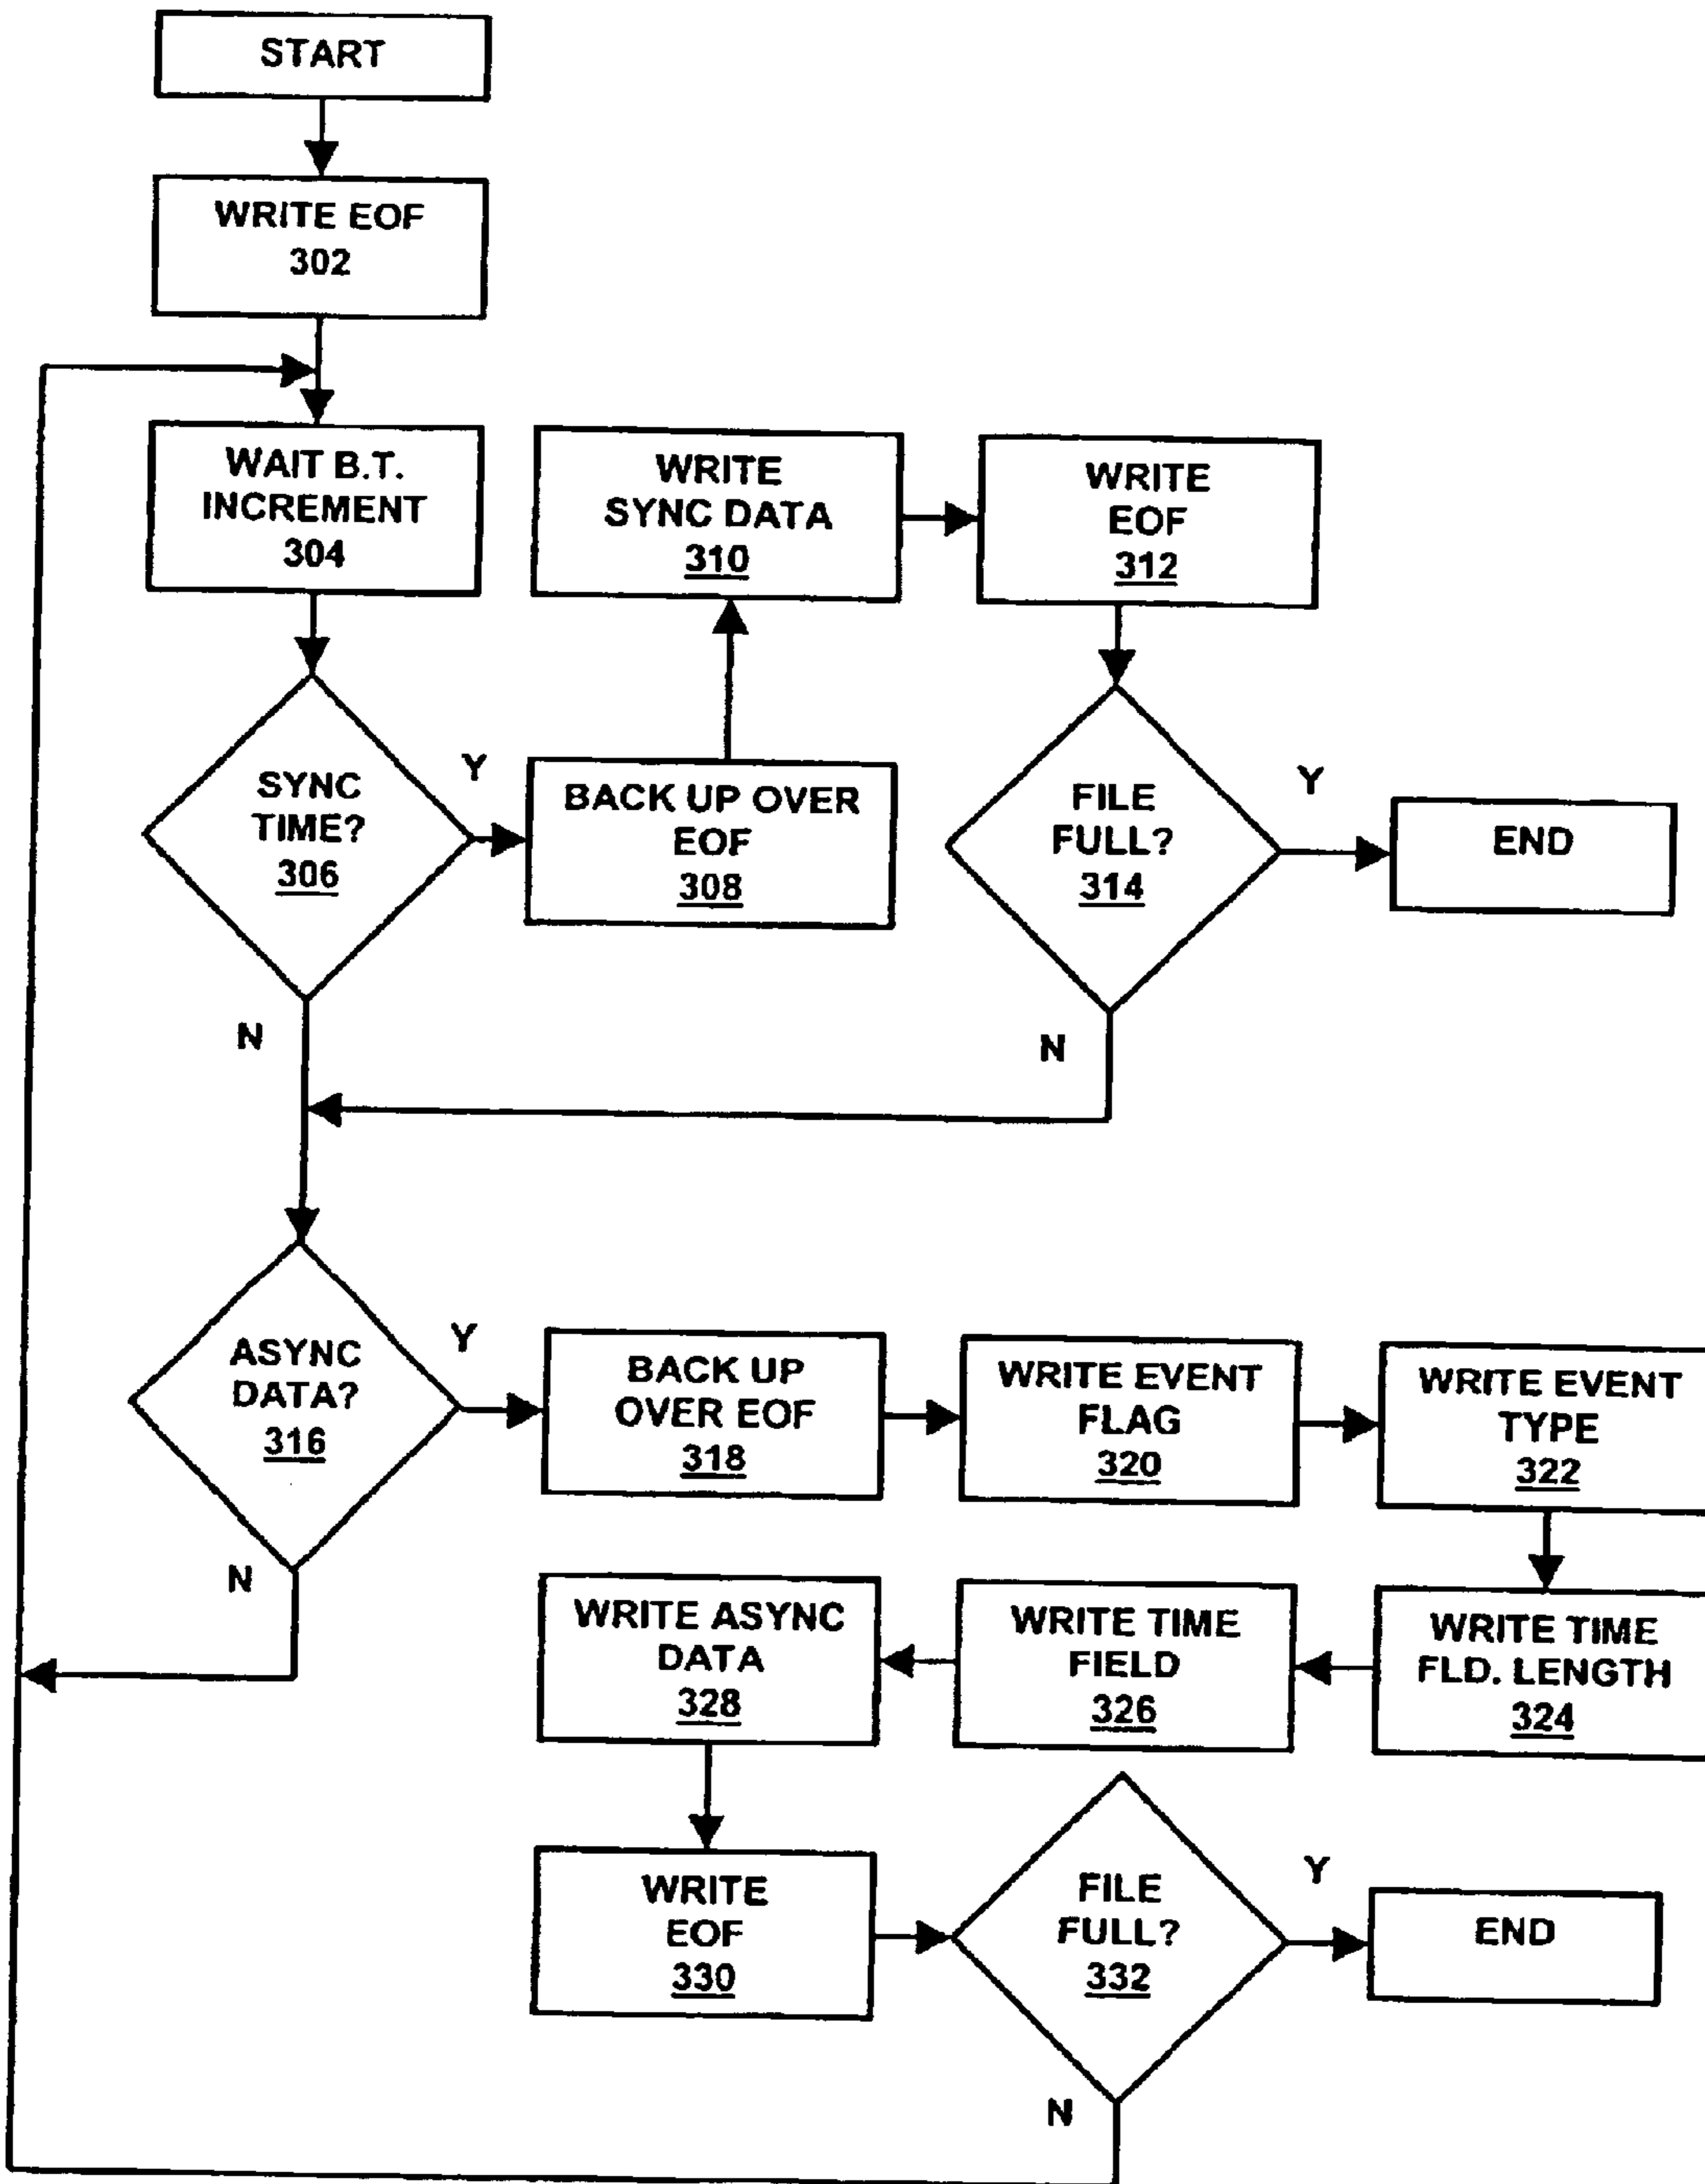 START
WRITE EOF
302
WAIT B.T.
INCREMENT
304
SYNC
TIME?
306
Y
N
BACK UP OVER
EOF
308
WRITE
SYNC DATA
310
WRITE
EOF
312
FILE
FULL?
314
Y
N
END
ASYNC
DATA?
316
Y
N
BACK UP
OVER EOF
318
WRITE EVENT
FLAG
320
WRITE EVENT
TYPE
322
WRITE TIME
FLD. LENGTH
324
WRITE TIME
FIELD
326
WRITE ASYNC
DATA
328
WRITE
EOF
330
FILE
FULL?
332
Y
N
END